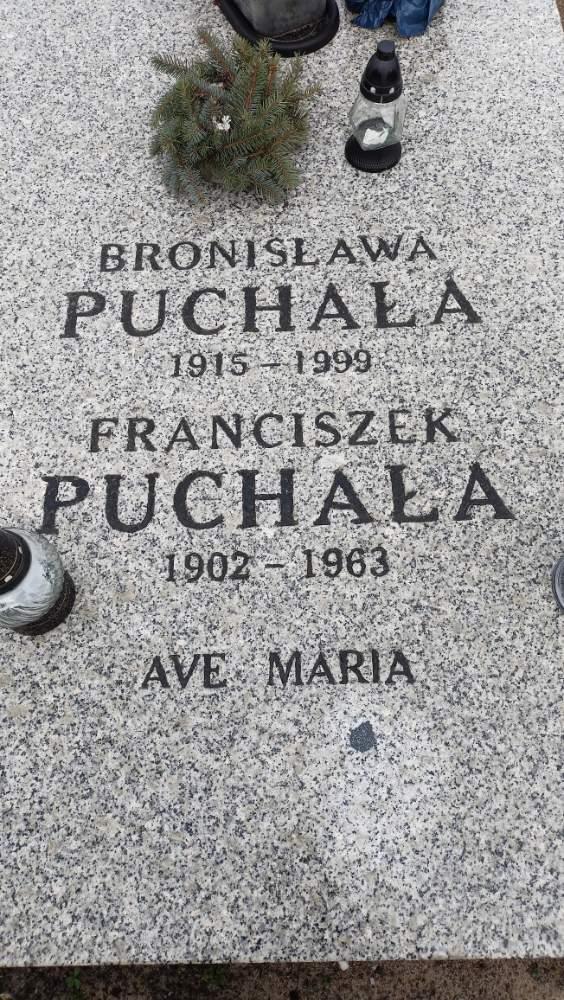 BRONISŁAWA
PUCHAŁA
1915 – 1999
FRANCISZEK
PUCHAŁA
1902 – 1963
AVE MARIA